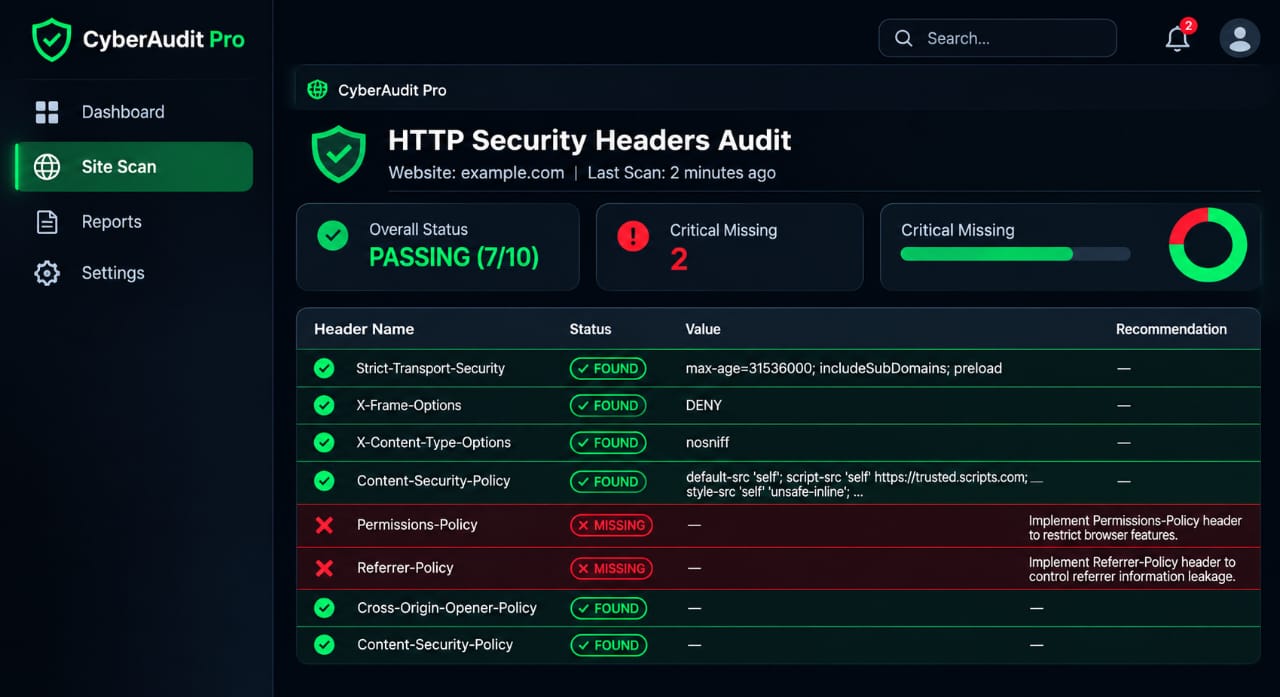 CyberAudit Pro
Search...
2
Dashboard
Site Scan
Reports
Settings
CyberAudit Pro
HTTP Security Headers Audit
Website: example.com | Last Scan: 2 minutes ago
Overall Status
PASSING (7/10)
Critical Missing
2
Critical Missing
Header Name Status Value Recommendation
Strict-Transport-Security FOUND max-age=31536000; includeSubDomains; preload —
X-Frame-Options FOUND DENY —
X-Content-Type-Options FOUND nosniff —
Content-Security-Policy FOUND default-src 'self'; script-src 'self' https://trusted.scripts.com; — —
style-src 'self' 'unsafe-inline'; ...
Permissions-Policy MISSING — Implement Permissions-Policy header
to restrict browser features.
Referrer-Policy MISSING — Implement Referrer-Policy header to
control referrer information leakage.
Cross-Origin-Opener-Policy FOUND — —
Content-Security-Policy FOUND — —